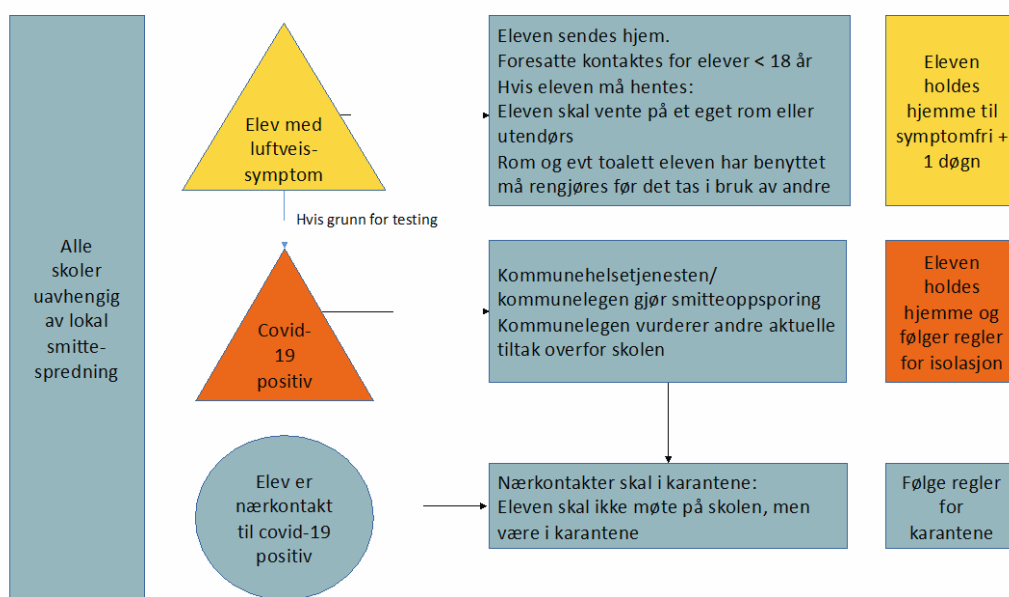 Alle
skoler
uavhengig
av lokal
smitte-
spredning
Elev med
luftveis-
symptom
Eleven sendes hjem.
Foresatte kontaktes for elever < 18 år
Hvis eleven må hentes:
Eleven skal vente på et eget rom eller
utendørs
Rom og evt toalett eleven har benyttet
må rengjøres før det tas i bruk av andre
Eleven
holdes
hjemme til
symptomfri +
1 døgn
Hvis grunn for testing
Covid-
19
positiv
Kommunehelsetjenesten/
kommunelegen gjør smitteoppsporing
Kommunelegen vurderer andre aktuelle
tiltak overfor skolen
Eleven
holdes
hjemme og
følger regler
for isolasjon
Elev er
nærkontakt
til covid-19
positiv
Nærkontakter skal i karantene:
Eleven skal ikke møte på skolen, men
være i karantene
Følge regler
for
karantene